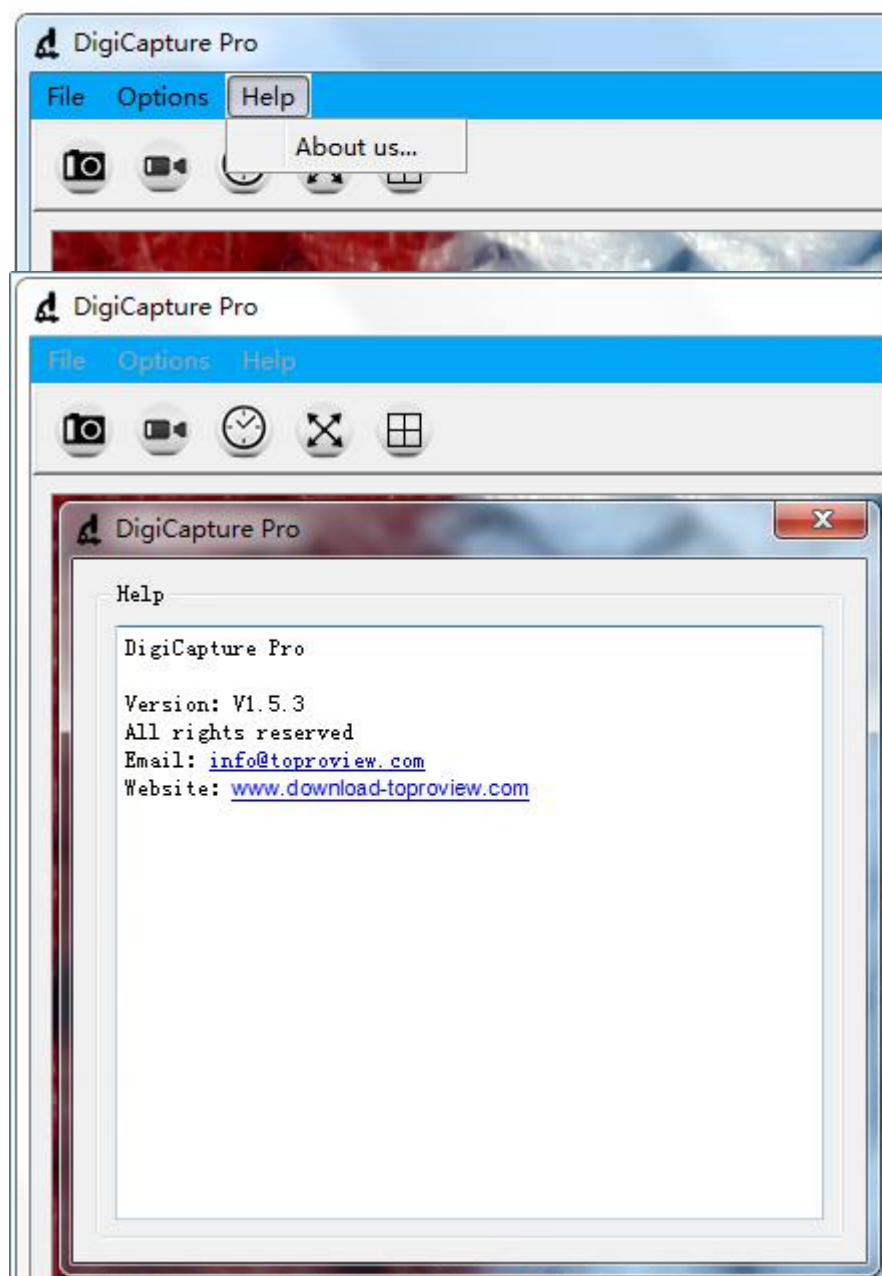 DigiCapture Pro
File Options Help
About us...
DigiCapture Pro
File Options Help
DigiCapture Pro
Help
DigiCapture Pro
Version: V1.5.3
All rights reserved
Email: info@toproview.com
Website: www.download-toproview.com